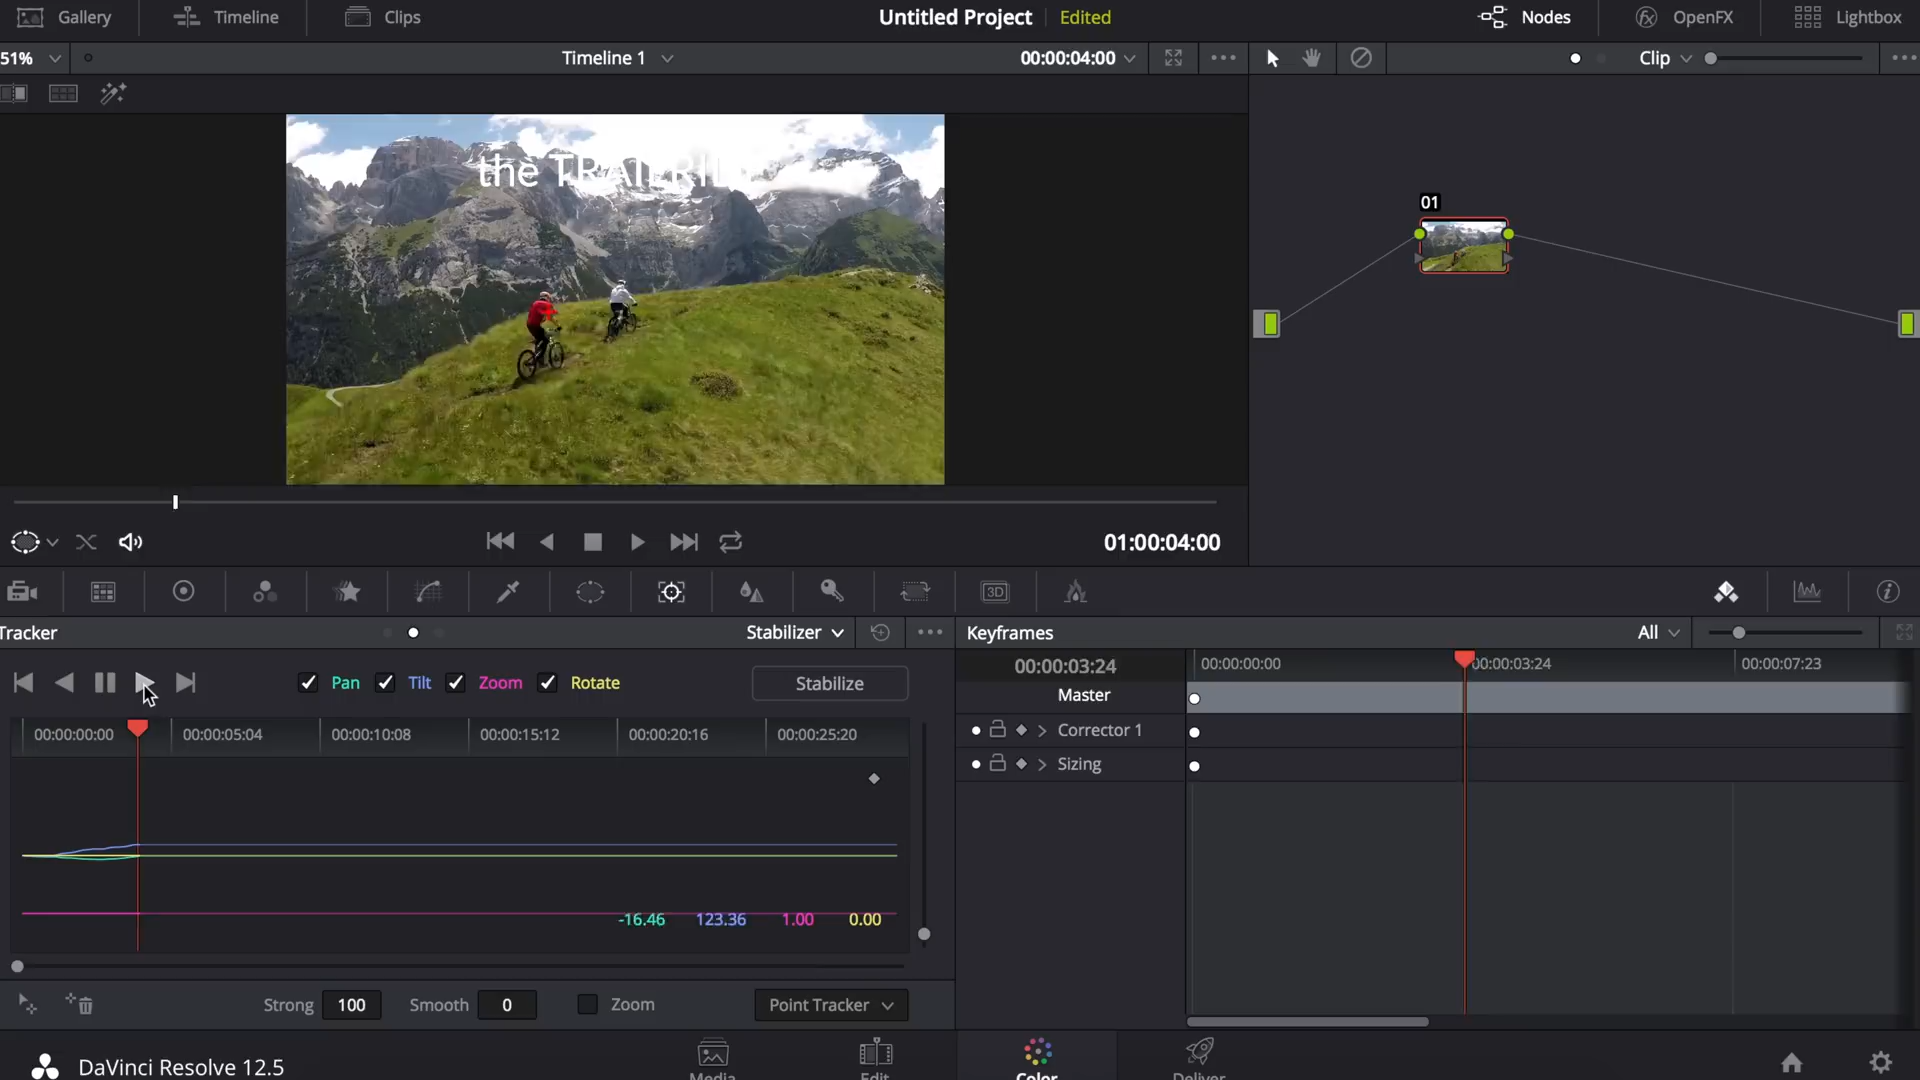 Gallery
Timeline
Clips
Untitled Project
Edited
Nodes
OpenFX
Lightbox
51%
Timeline 1
00:00:04:00
Clip
the TRAILRI
01
01:00:04:00
3D
Tracker
Stabilizer
Keyframes
All
Pan
Tilt
Zoom
Rotate
Stabilize
00:00:03:24
00:00:00:00
00:00:03:24
00:00:07:23
Master
00:00:00:00
00:00:05:04
00:00:10:08
00:00:15:12
00:00:20:16
00:00:25:20
Corrector 1
Sizing
-16.46
123.36
1.00
0.00
Strong
100
Smooth
0
Zoom
Point Tracker
DaVinci Resolve 12.5
Media
Edit
Color
Deliver